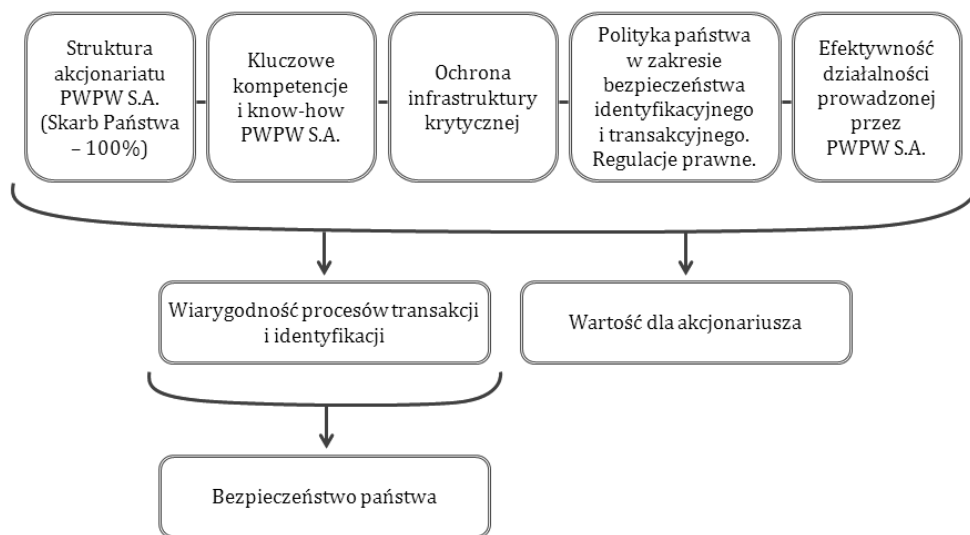 Struktura
akcjonariatu
PWPW S.A.
(Skarb Państwa
– 100%)
Kluczowe
kompetencje
i know-how
PWPW S.A.
Ochrona
infrastruktury
krytycznej
Polityka państwa
w zakresie
bezpieczeństwa
identyfikacyjnego
i transakcyjnego.
Regulacje prawne.
Efektywność
działalności
prowadzonej
przez
PWPW S.A.
Wiarygodność procesów transakcji
i identyfikacji
Wartość dla akcjonariusza
Bezpieczeństwo państwa